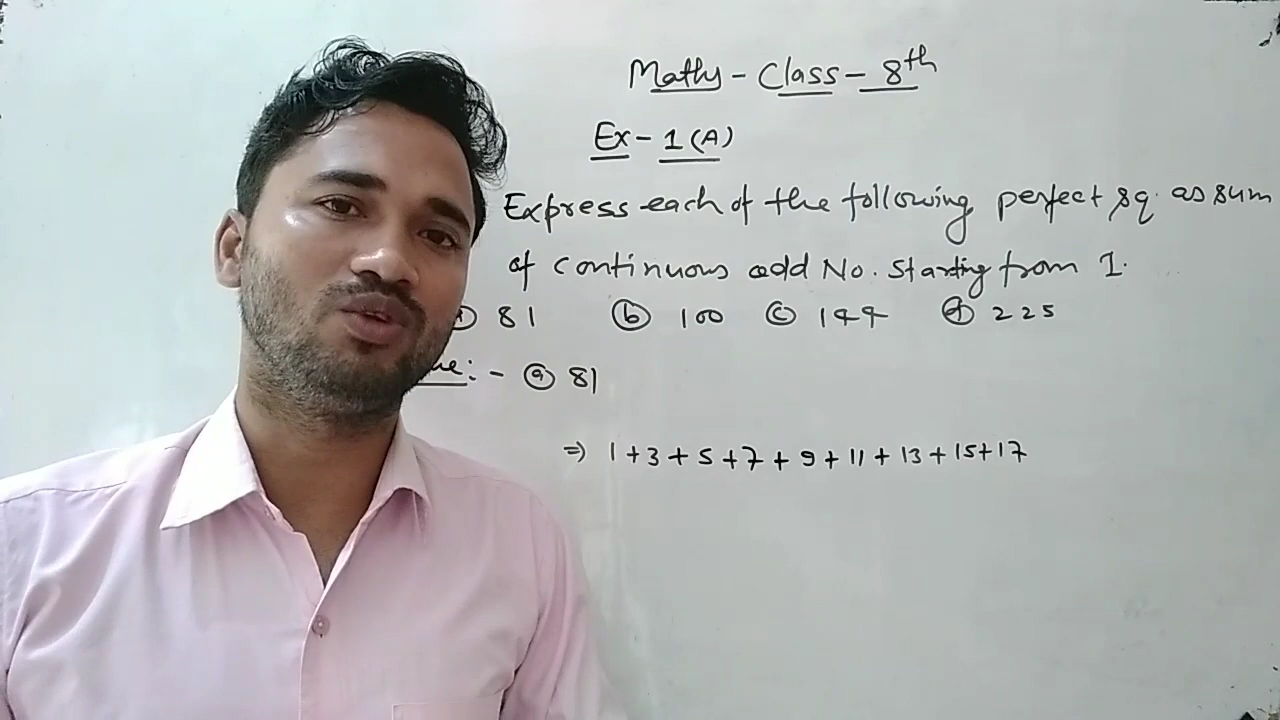 Maths - Class - 8th
Ex - 1 (A)
Express each of the following perfect sq. as sum
of continuous odd No. starting from 1.
81 (b) 100 (c) 144 (d) 225
:- (a) 81
⇒ 1 + 3 + 5 + 7 + 9 + 11 + 13 + 15 + 17